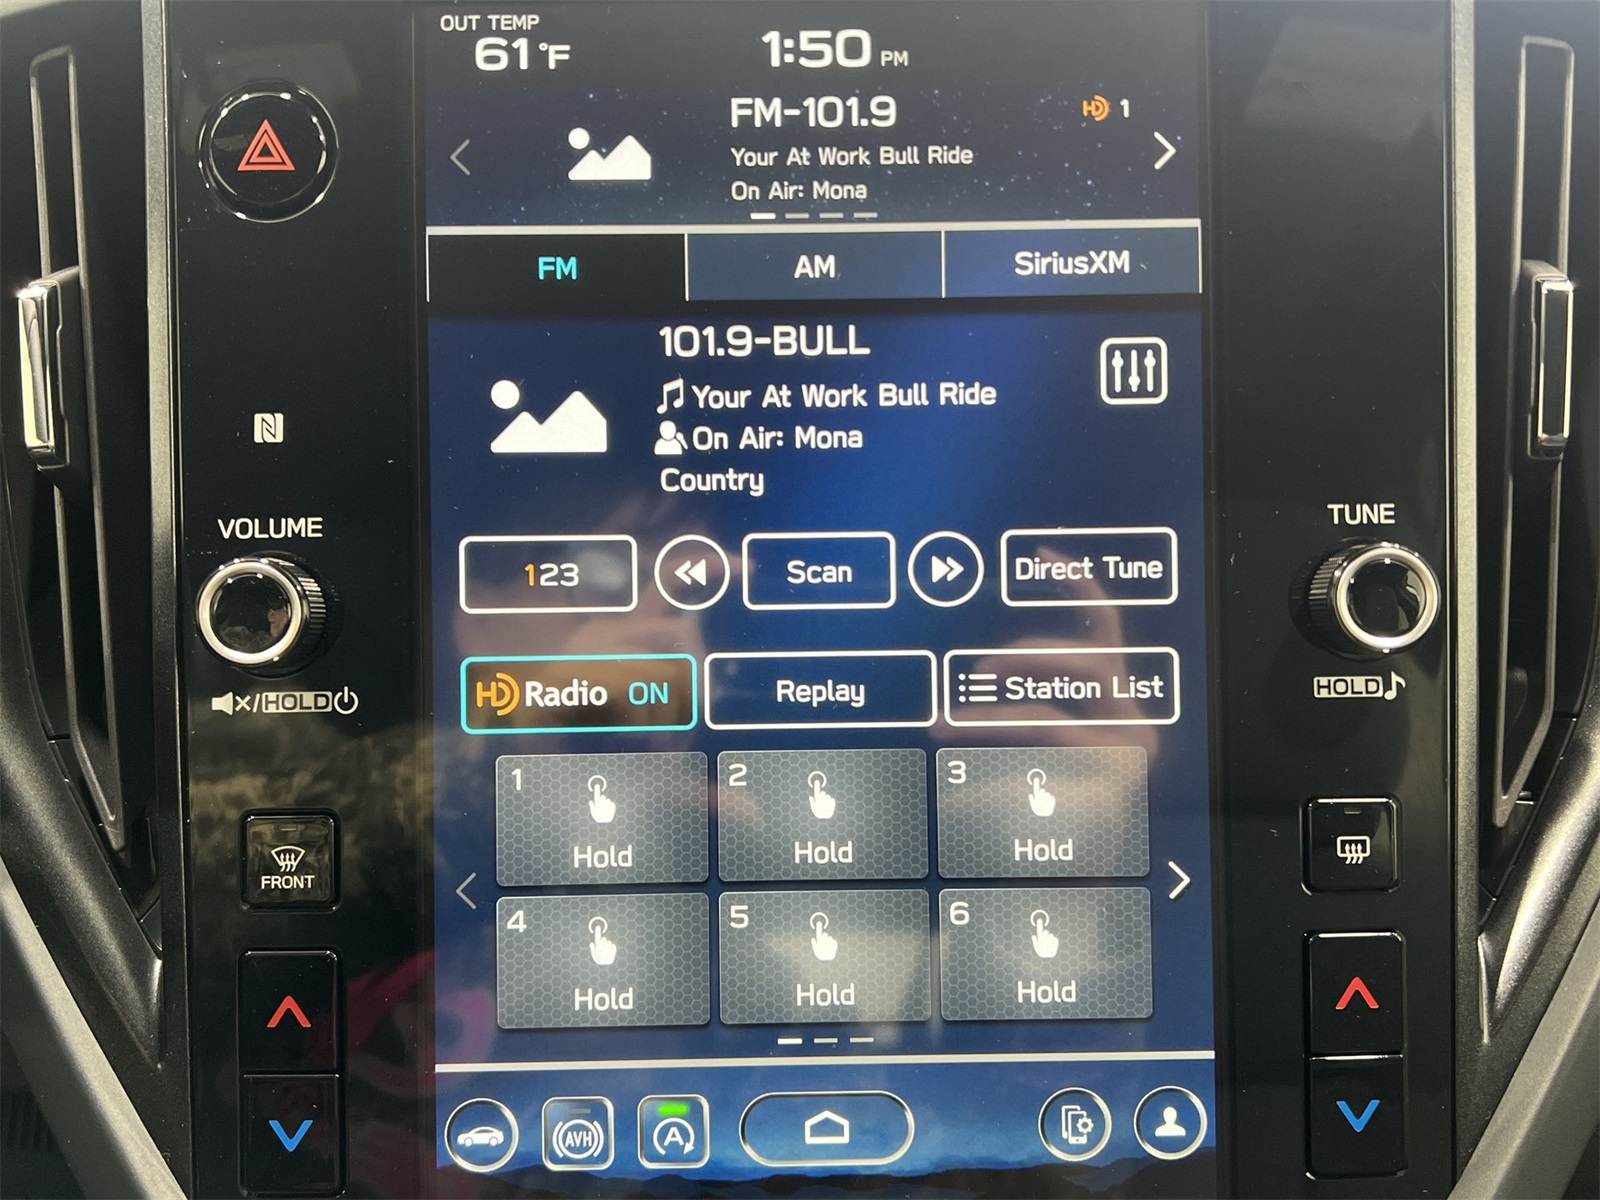 OUT TEMP
61°F
1:50 PM
FM-101.9
HD 1
Your At Work Bull Ride
On Air: Mona
FM
AM
SiriusXM
101.9-BULL
Your At Work Bull Ride
On Air: Mona
Country
VOLUME
TUNE
123
Scan
Direct Tune
HD Radio ON
Replay
Station List
/HOLD
HOLD
1
Hold
2
Hold
3
Hold
FRONT
4
Hold
5
Hold
6
Hold
AVH
A